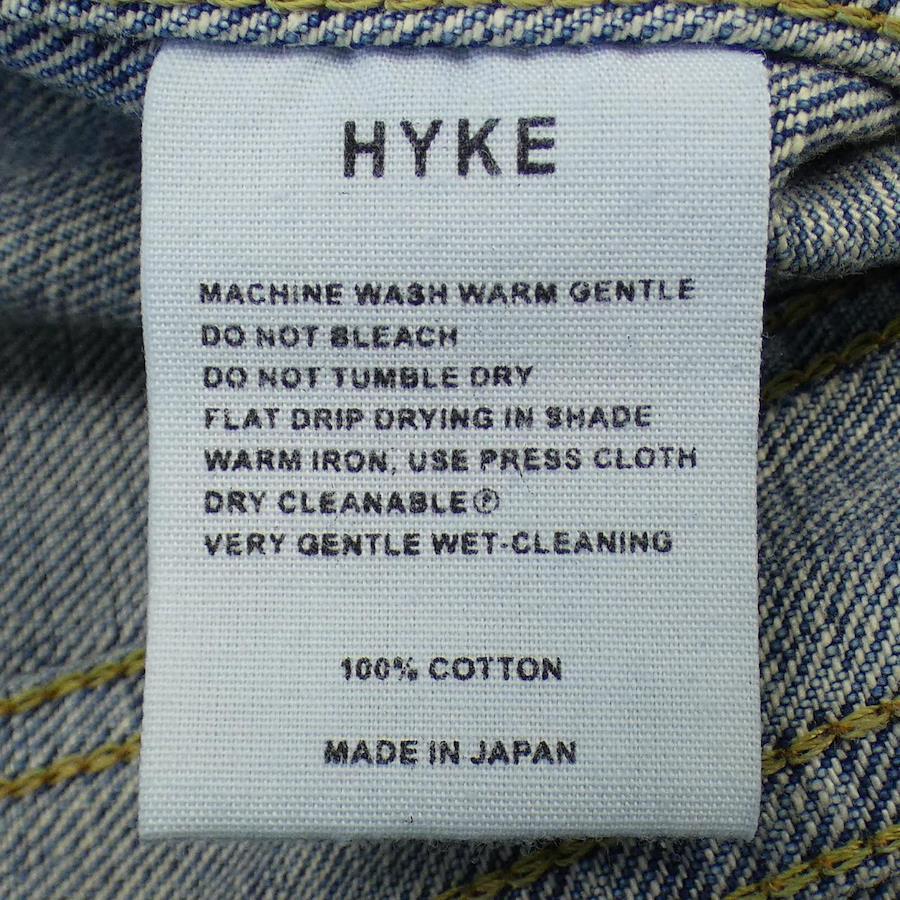 HYKE
MACHINE WASH WARM GENTLE
DO NOT BLEACH
DO NOT TUMBLE DRY
FLAT DRIP DRYING IN SHADE
WARM IRON, USE PRESS CLOTH
DRY CLEANABLE Ⓟ
VERY GENTLE WET-CLEANING
100% COTTON
MADE IN JAPAN